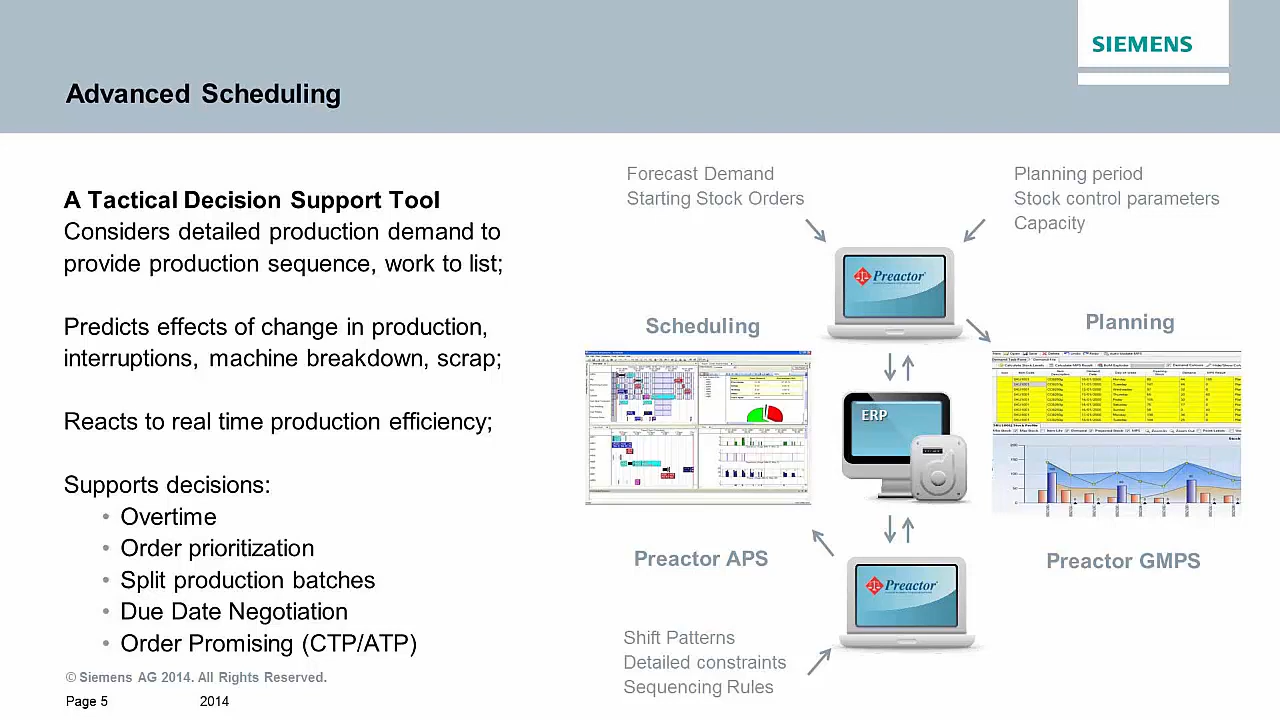 SIEMENS
Advanced Scheduling
A Tactical Decision Support Tool
Considers detailed production demand to
provide production sequence, work to list;
Predicts effects of change in production,
interruptions, machine breakdown, scrap;
Reacts to real time production efficiency;
Supports decisions:
• Overtime
• Order prioritization
• Split production batches
• Due Date Negotiation
• Order Promising (CTP/ATP)
Forecast Demand
Starting Stock Orders
Planning period
Stock control parameters
Capacity
Preactor
Scheduling
Planning
ERP
Preactor APS
Preactor GMPS
Preactor
Shift Patterns
Detailed constraints
Sequencing Rules
© Siemens AG 2014. All Rights Reserved.
Page 5
2014